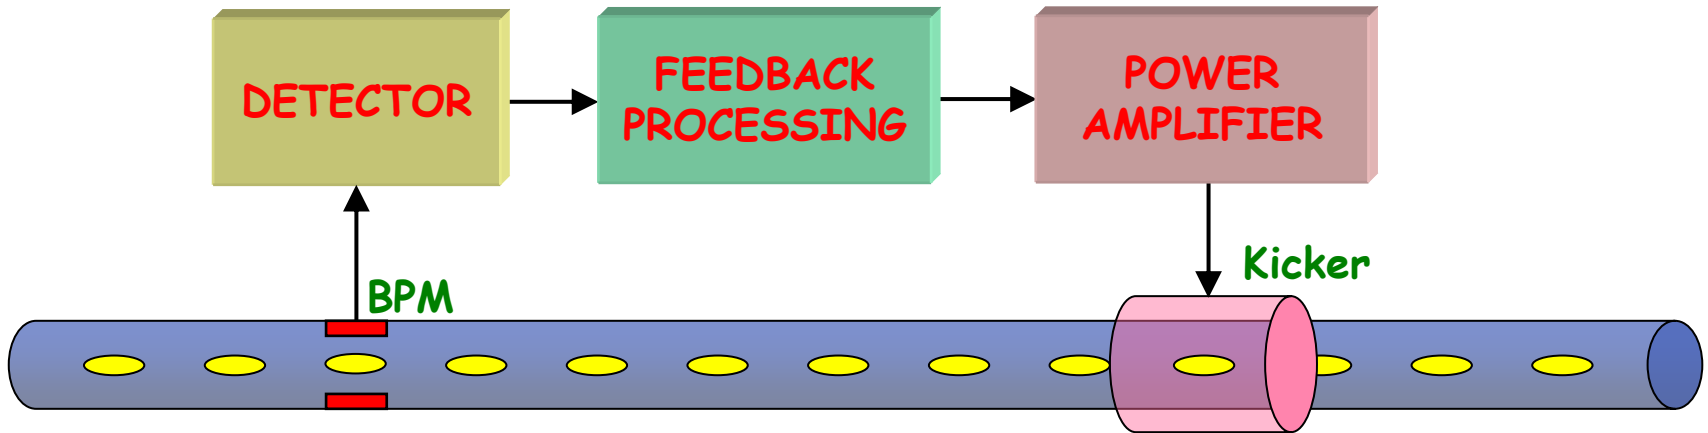 DETECTOR
FEEDBACK
PROCESSING
POWER
AMPLIFIER
BPM
Kicker